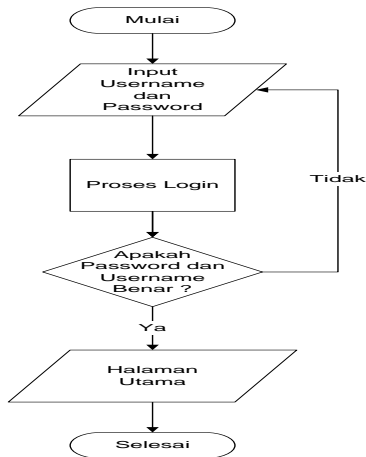 Mulai
Input
Username
dan
Password
Proses Login
Tidak
Apakah
Password dan
Username
Benar ?
Ya
Halaman
Utama
Selesai